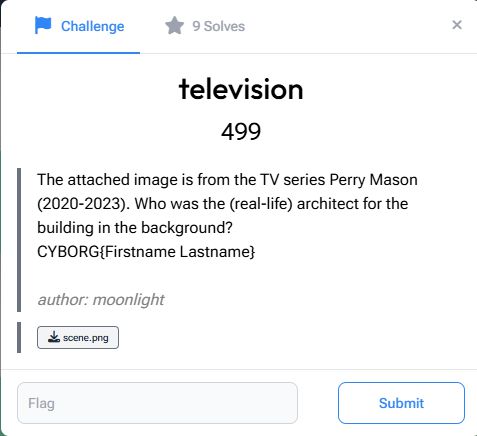 Challenge
9 Solves
×
television
499
The attached image is from the TV series Perry Mason
(2020-2023). Who was the (real-life) architect for the
building in the background?
CYBORG{Firstname Lastname}
author: moonlight
scene.png
Flag
Submit